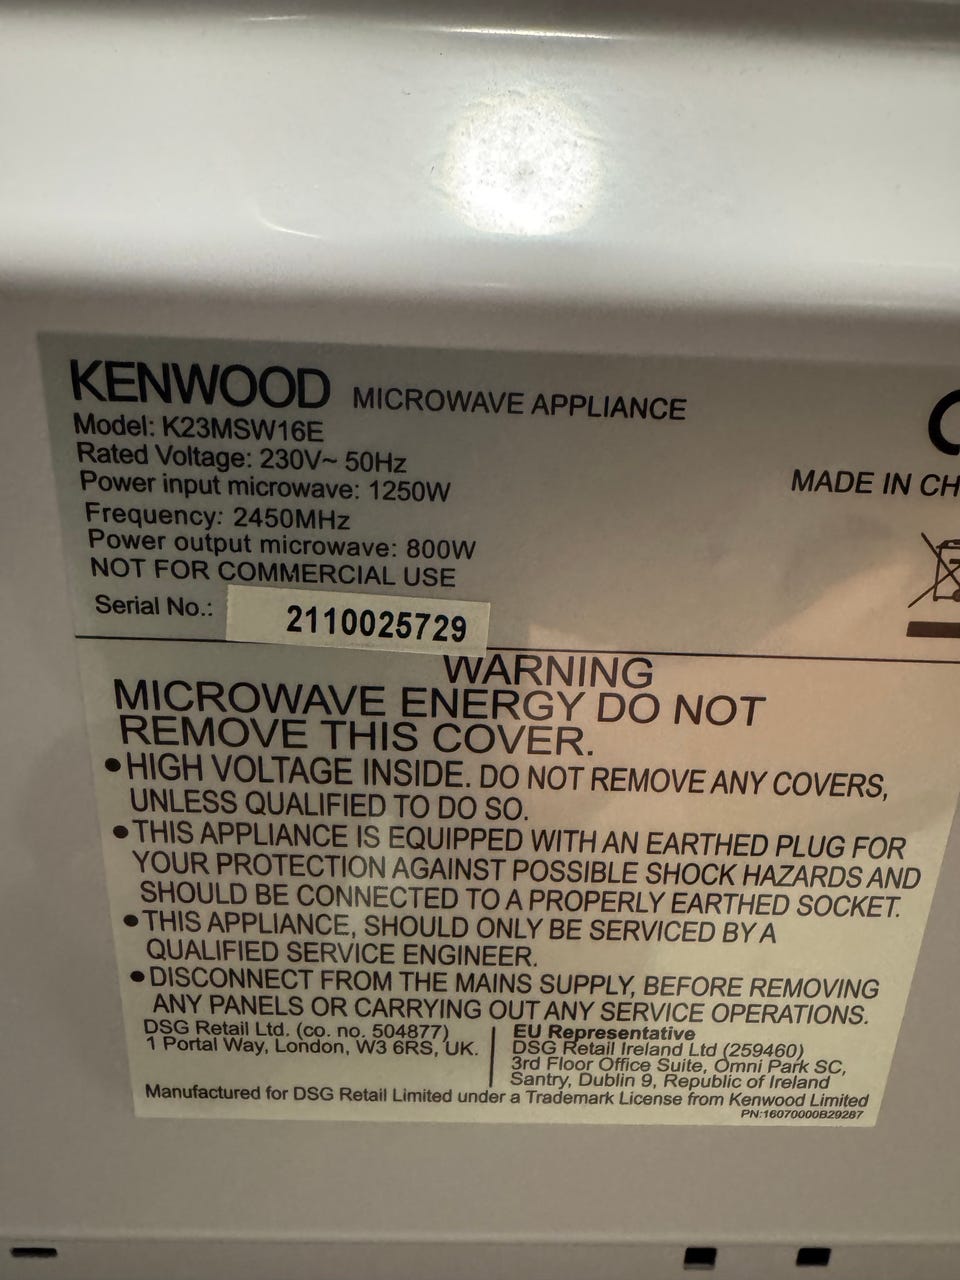 KENWOOD MICROWAVE APPLIANCE
Model: K23MSW16E
Rated Voltage: 230V~ 50Hz
Power input microwave: 1250W
MADE IN CH
Frequency: 2450MHz
Power output microwave: 800W
NOT FOR COMMERCIAL USE
Serial No.: 2110025729
WARNING
MICROWAVE ENERGY DO NOT
REMOVE THIS COVER.
●HIGH VOLTAGE INSIDE. DO NOT REMOVE ANY COVERS,
UNLESS QUALIFIED TO DO SO.
●THIS APPLIANCE IS EQUIPPED WITH AN EARTHED PLUG FOR
YOUR PROTECTION AGAINST POSSIBLE SHOCK HAZARDS AND
SHOULD BE CONNECTED TO A PROPERLY EARTHED SOCKET.
●THIS APPLIANCE, SHOULD ONLY BE SERVICED BY A
QUALIFIED SERVICE ENGINEER.
●DISCONNECT FROM THE MAINS SUPPLY, BEFORE REMOVING
ANY PANELS OR CARRYING OUT ANY SERVICE OPERATIONS.
DSG Retail Ltd. (co. no. 504877)
1 Portal Way, London, W3 6RS, UK.
EU Representative
DSG Retail Ireland Ltd (259460)
3rd Floor Office Suite, Omni Park SC,
Santry, Dublin 9, Republic of Ireland
Manufactured for DSG Retail Limited under a Trademark License from Kenwood Limited
PN:16070000B29287